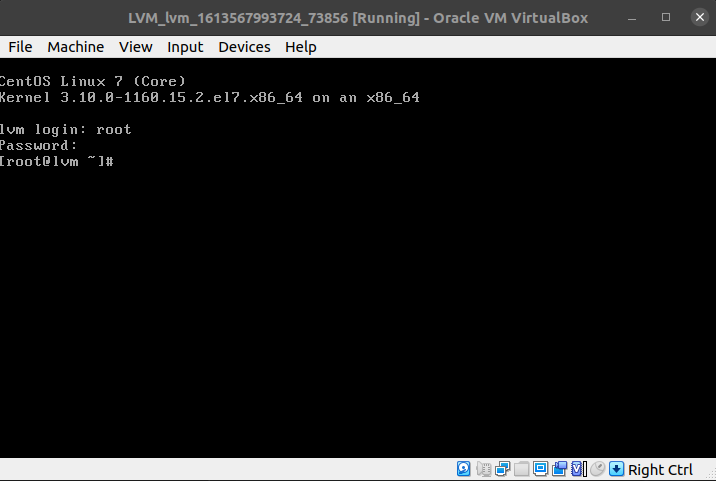 LVM_lvm_1613567993724_73856 [Running] - Oracle VM VirtualBox
File Machine View Input Devices Help
CentOS Linux 7 (Core)
Kernel 3.10.0-1160.15.2.el7.x86_64 on an x86_64
lvm login: root
Password:
[root@lvm ~]#
Right Ctrl